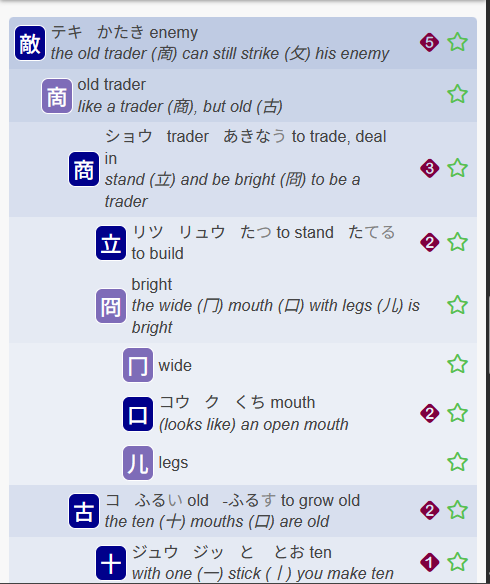 敵 テキ かたき enemy 5
the old trader (啇) can still strike (攵) his enemy
啇 old trader
like a trader (商), but old (古)
商 ショウ trader あきなう to trade, deal
in 3
stand (立) and be bright (冏) to be a
trader
立 リツ リュウ たつ to stand たてる
to build 2
bright
冏 the wide (冂) mouth (口) with legs (儿) is
bright
冂 wide
口 コウ ク くち mouth
(looks like) an open mouth 2
儿 legs
古 コ ふるい old -ふるす to grow old
the ten (十) mouths (口) are old 2
十 ジュウ ジッ と とお ten
with one (一) stick (丨) you make ten 1